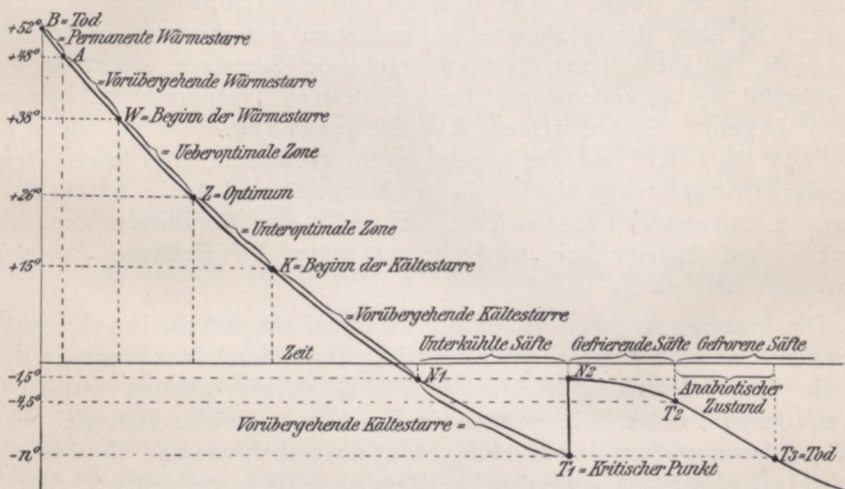 +52° B=Tod
=Permanente Wärmestarre
+48° A
=Vorübergehende Wärmestarre
+38° W=Beginn der Wärmestarre
=Ueberoptimale Zone
+26° Z=Optimum
=Unteroptimale Zone
+15° K=Beginn der Kältestarre
=Vorübergehende Kältestarre
Unterkühlte Säfte Gefrierende Säfte Gefrorene Säfte
Zeit
-1,5° N1 N2
Anabiotischer
Zustand
-4,5° T2
Vorübergehende Kältestarre=
-n° T3=Tod
T1=Kritischer Punkt